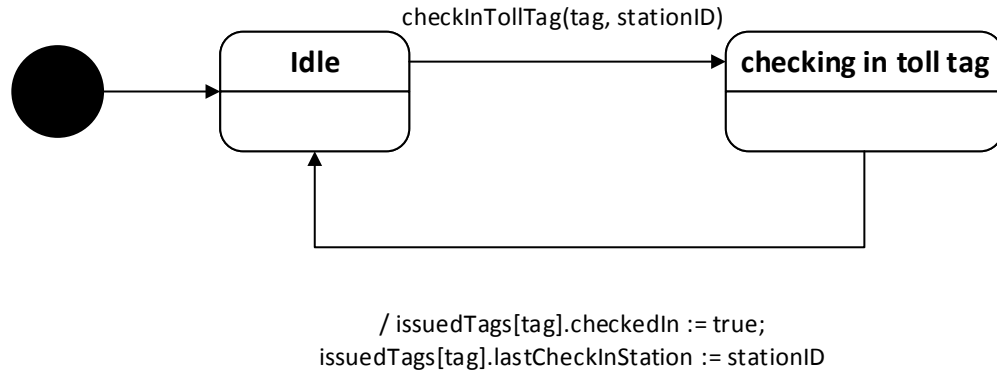 checkInTollTag(tag, stationID)
Idle
checking in toll tag
/ issuedTags[tag].checkedIn := true;
issuedTags[tag].lastCheckInStation := stationID